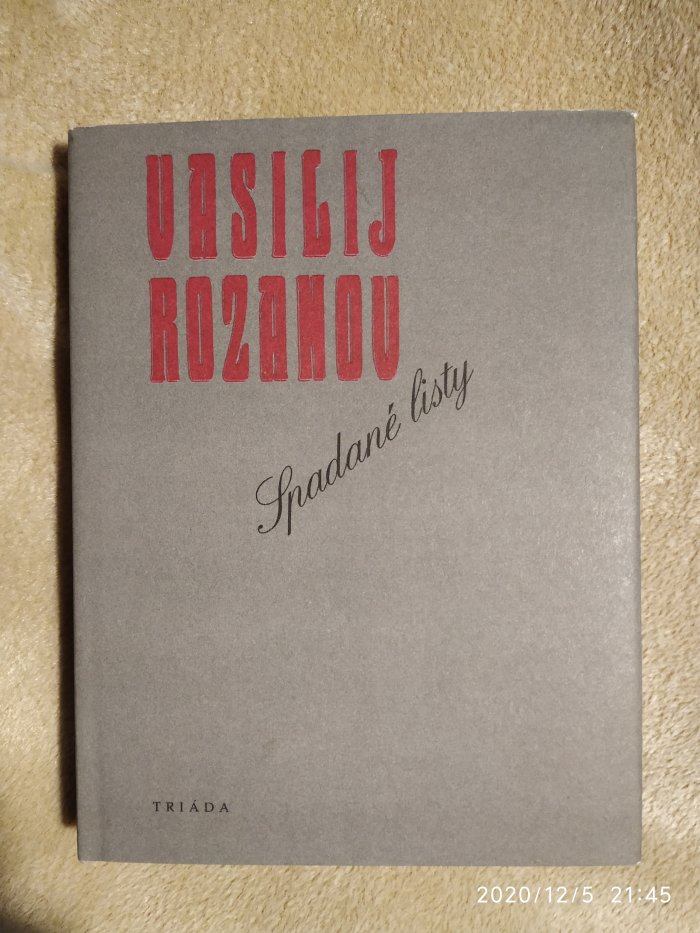 VASILIJ
ROZANOV
Spadané listy
TRIÁDA
2020/12/5 21:45